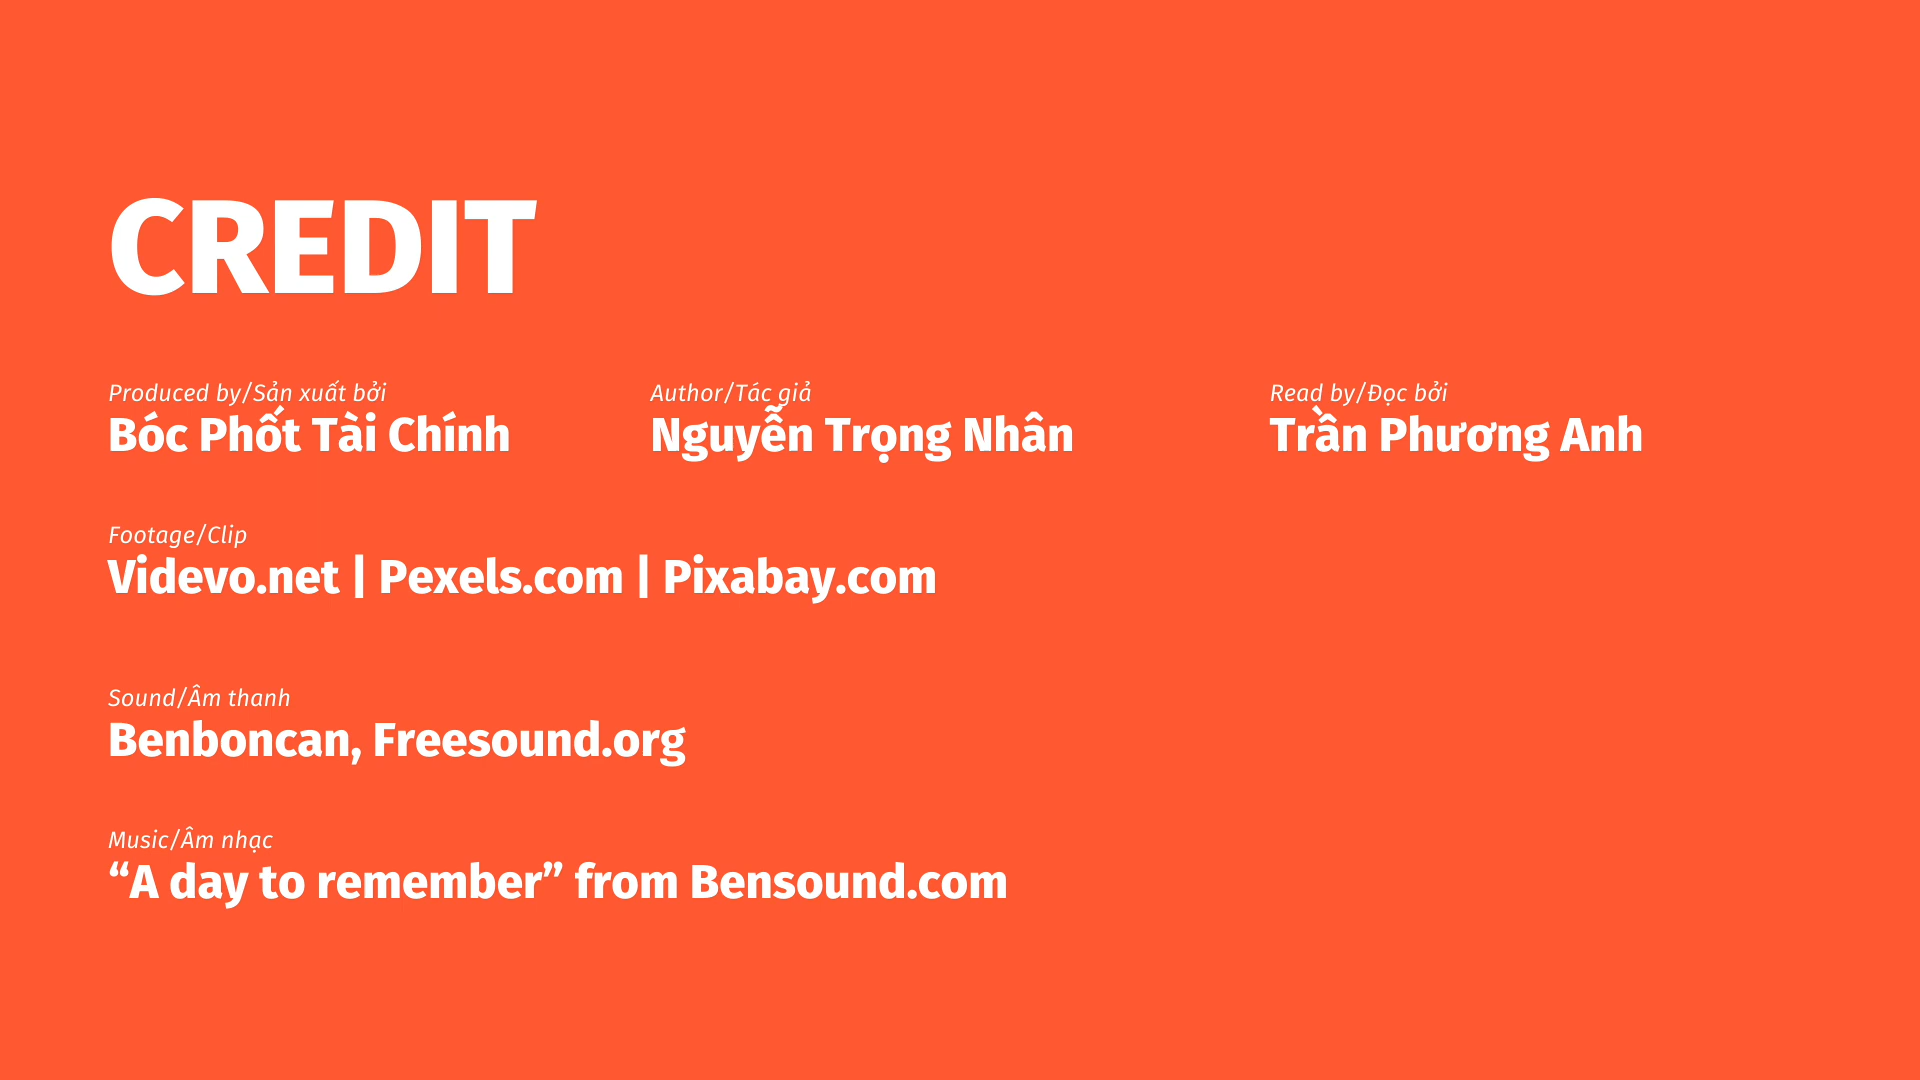 CREDIT
Produced by/Sản xuất bởi
Bóc Phốt Tài Chính
Author/Tác giả
Nguyễn Trọng Nhân
Read by/Đọc bởi
Trần Phương Anh
Footage/Clip
Videvo.net | Pexels.com | Pixabay.com
Sound/Âm thanh
Benboncan, Freesound.org
Music/Âm nhạc
“A day to remember” from Bensound.com